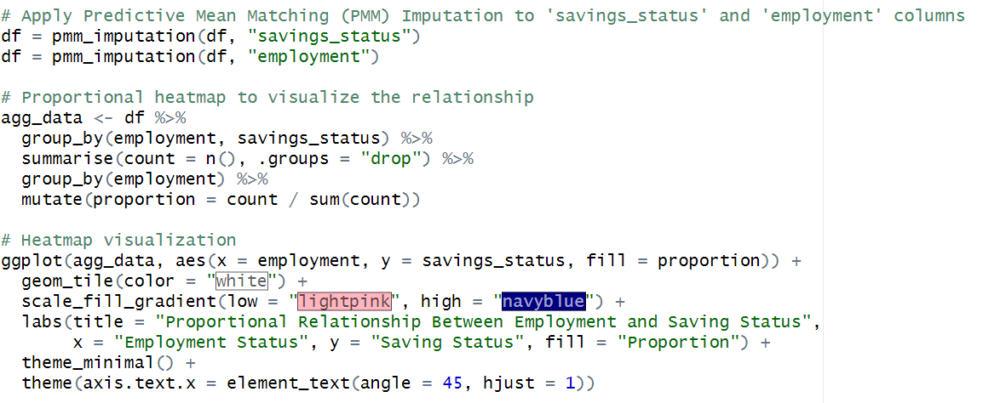 # Apply Predictive Mean Matching (PMM) Imputation to 'savings_status' and 'employment' columns
df = pmm_imputation(df, "savings_status")
df = pmm_imputation(df, "employment")

# Proportional heatmap to visualize the relationship
agg_data <- df %>%
  group_by(employment, savings_status) %>%
  summarise(count = n(), .groups = "drop") %>%
  group_by(employment) %>%
  mutate(proportion = count / sum(count))

# Heatmap visualization
ggplot(agg_data, aes(x = employment, y = savings_status, fill = proportion)) +
  geom_tile(color = "white") +
  scale_fill_gradient(low = "lightpink", high = "navyblue") +
  labs(title = "Proportional Relationship Between Employment and Saving Status",
       x = "Employment Status", y = "Saving Status", fill = "Proportion") +
  theme_minimal() +
  theme(axis.text.x = element_text(angle = 45, hjust = 1))